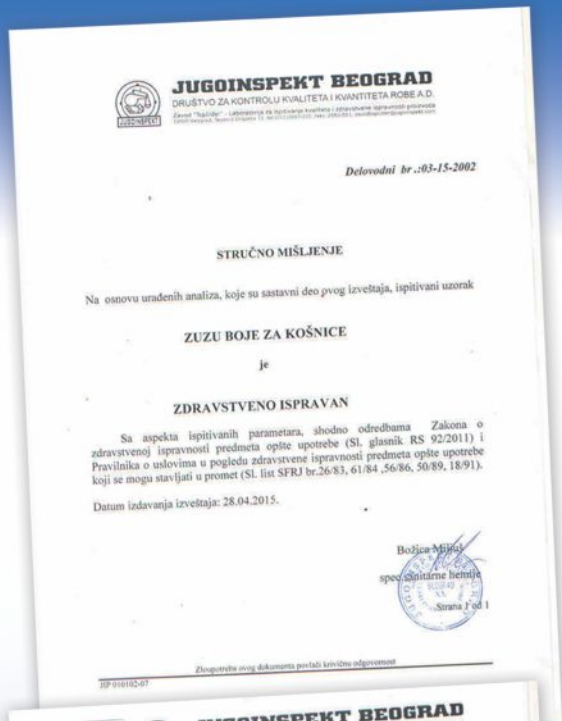 JUGOINSPEKT BEOGRAD
DRUŠTVO ZA KONTROLU KVALITETA I KVANTITETA ROBE A.D.
JUGOINSPEKT
Delovodni br.:03-15-2002
STRUČNO MIŠLJENJE
Na osnovu urađenih analiza, koje su sastavni deo ovog izveštaja, ispitivani uzorak
ZUZU BOJE ZA KOŠNICE
je
ZDRAVSTVENO ISPRAVAN
Sa aspekta ispitivanih parametara, shodno odredbama Zakona o
zdravstvenoj ispravnosti predmeta opšte upotrebe (Sl. glasnik RS 92/2011) i
Pravilnika o uslovima u pogledu zdravstvene ispravnosti predmeta opšte upotrebe
koji se mogu stavljati u promet (Sl. list SFRJ br.26/83, 61/84 ,56/86, 50/89, 18/91).
Datum izdavanja izveštaja: 28.04.2015.
Božica
spec.sanitarne hemije
Strana 1 od 1
Zloupotreba ovog dokumenta povlači krivičnu odgovornost
JUGOINSPEKT BEOGRAD